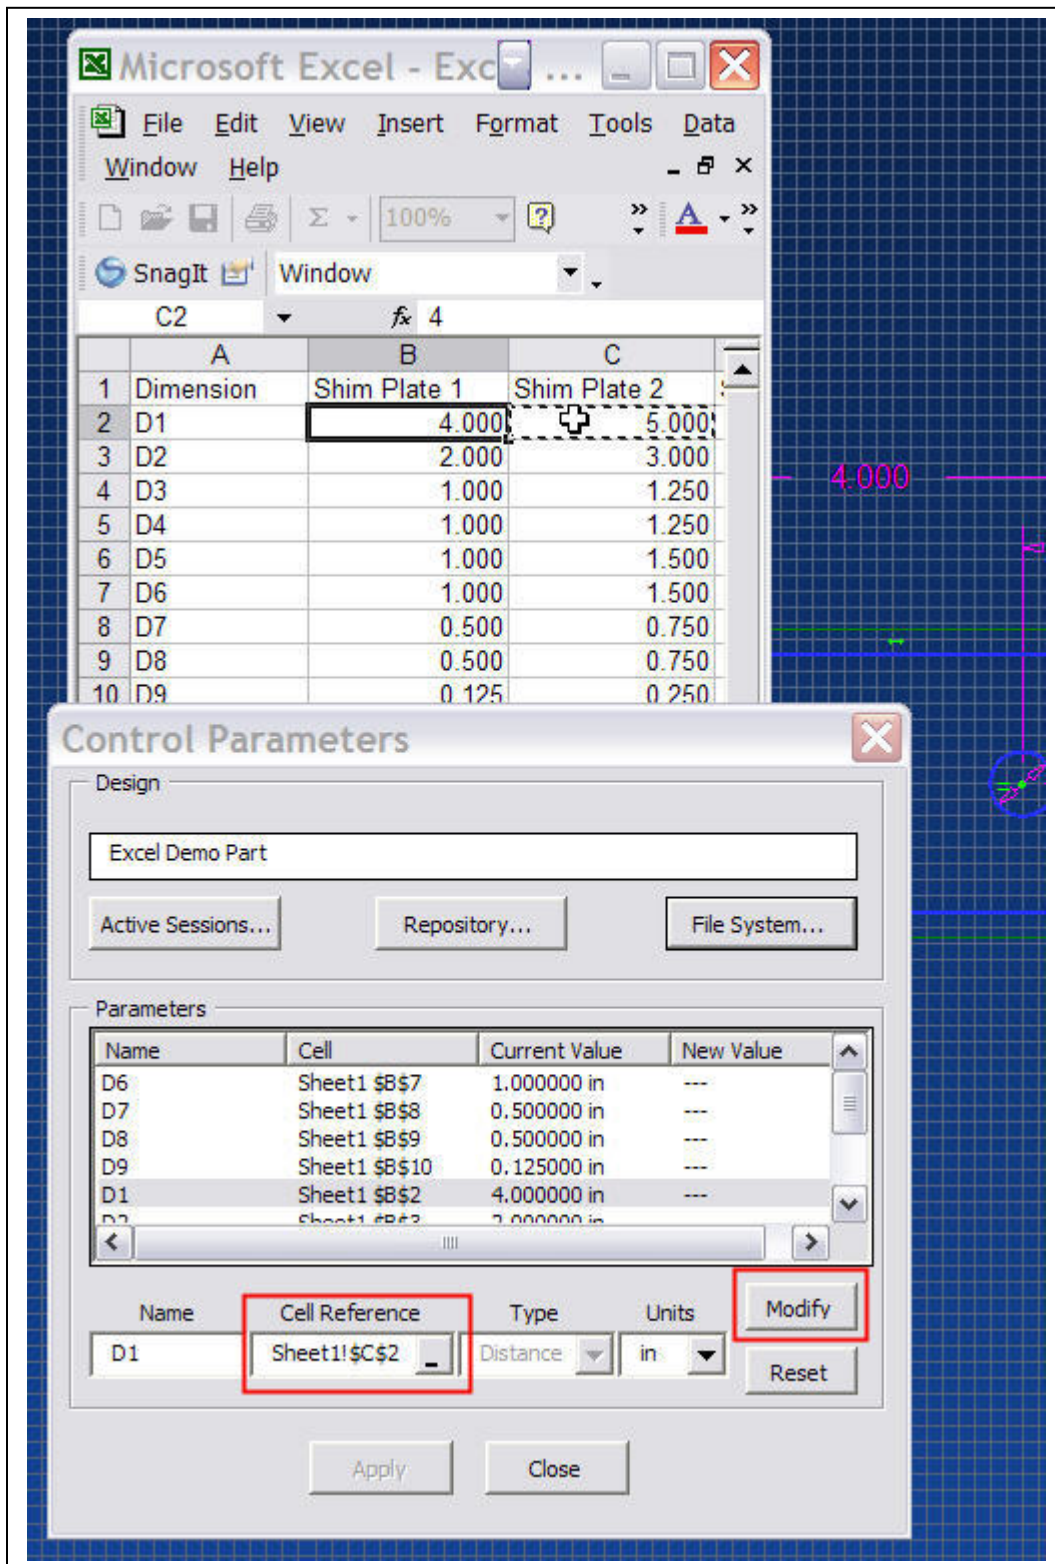 Microsoft Excel - Exc ...
File Edit View Insert Format Tools Data
Window Help
Σ 100% ? » A »
SnagIt Window
C2 fx 4
A B C
1 Dimension Shim Plate 1 Shim Plate 2
2 D1 4.000 5.000
3 D2 2.000 3.000
4 D3 1.000 1.250
5 D4 1.000 1.250
6 D5 1.000 1.500
7 D6 1.000 1.500
8 D7 0.500 0.750
9 D8 0.500 0.750
10 D9 0.125 0.250
4.000
Control Parameters
Design
Excel Demo Part
Active Sessions... Repository... File System...
Parameters
Name Cell Current Value New Value
D6 Sheet1 $B$7 1.000000 in ---
D7 Sheet1 $B$8 0.500000 in ---
D8 Sheet1 $B$9 0.500000 in ---
D9 Sheet1 $B$10 0.125000 in ---
D1 Sheet1 $B$2 4.000000 in ---
D2 Sheet1 $B$3 2.000000 in
Name Cell Reference Type Units Modify
D1 Sheet1!$C$2 _ Distance in Reset
Apply Close